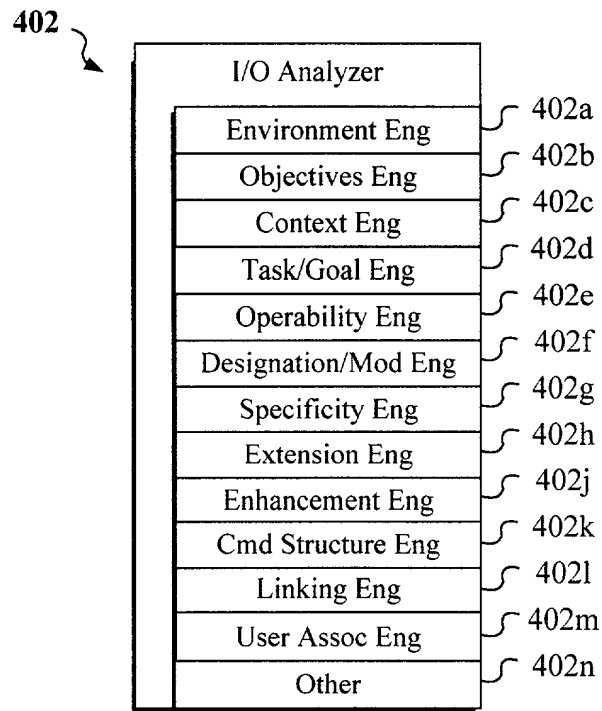 402
I/O Analyzer
Environment Eng 402a
Objectives Eng 402b
Context Eng 402c
Task/Goal Eng 402d
Operability Eng 402e
Designation/Mod Eng 402f
Specificity Eng 402g
Extension Eng 402h
Enhancement Eng 402j
Cmd Structure Eng 402k
Linking Eng 402l
User Assoc Eng 402m
Other 402n